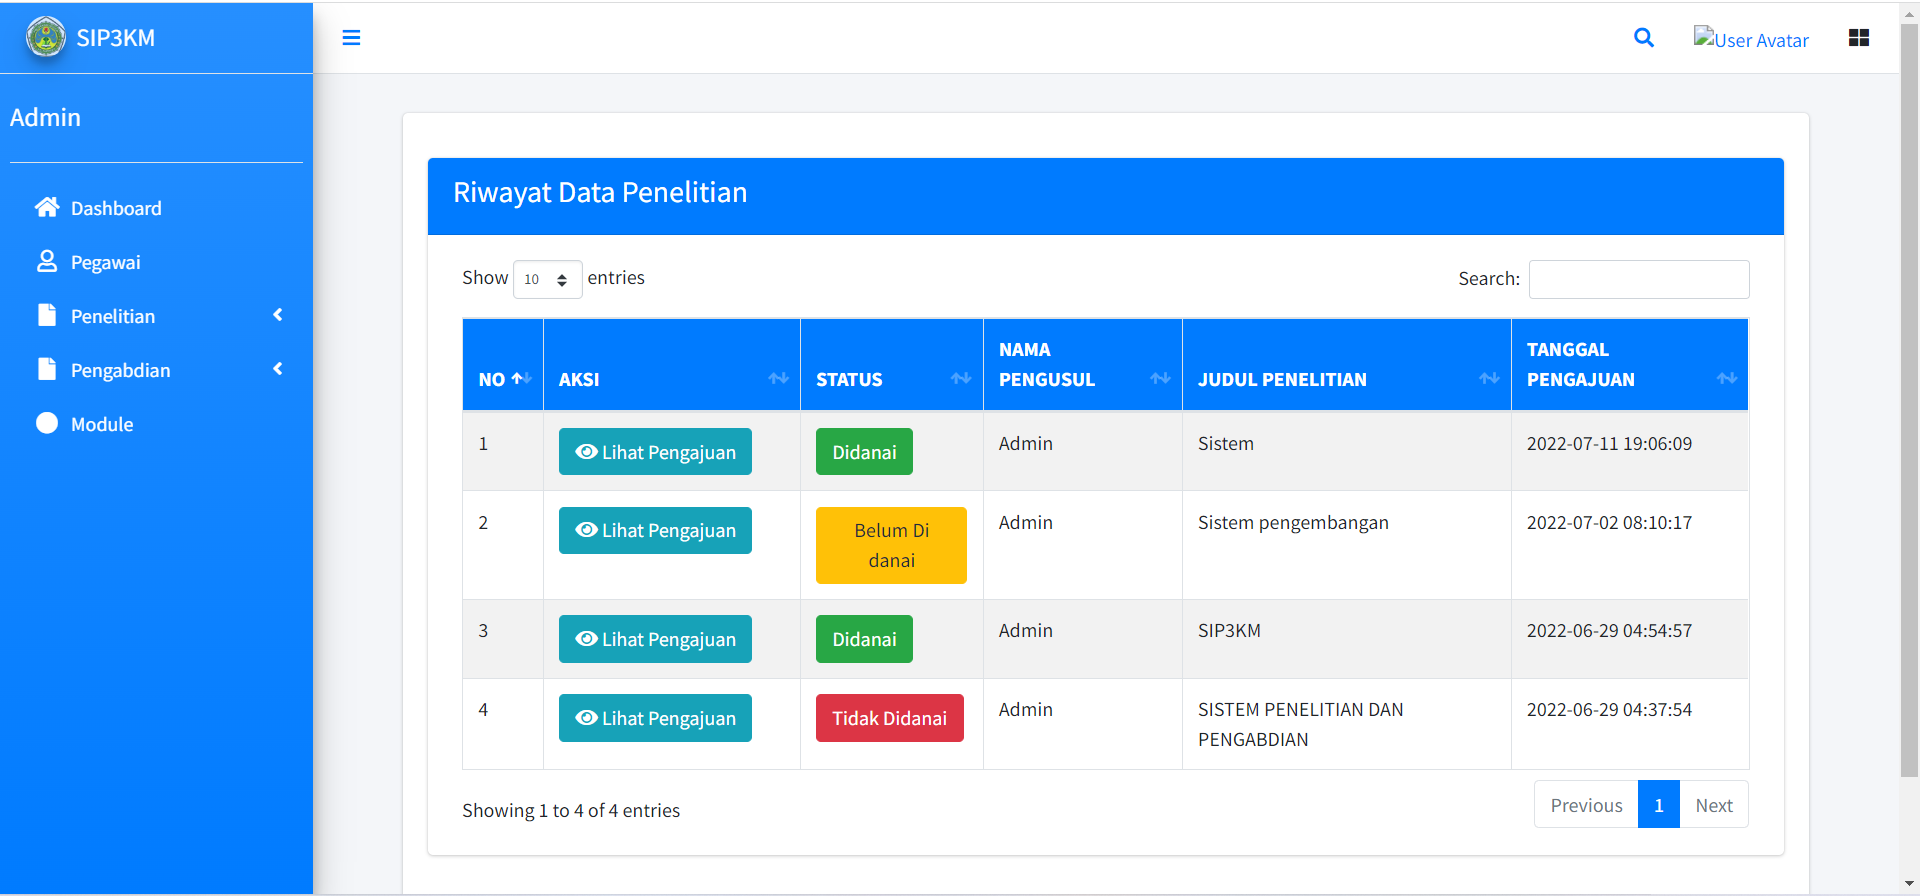 SIP3KM
User Avatar
Admin
Dashboard
Pegawai
Penelitian
Pengabdian
Module
Riwayat Data Penelitian
Show 10 entries
Search:
NO AKSI STATUS NAMA PENGUSUL JUDUL PENELITIAN TANGGAL PENGAJUAN
1 Lihat Pengajuan Didanai Admin Sistem 2022-07-11 19:06:09
2 Lihat Pengajuan Belum Di danai Admin Sistem pengembangan 2022-07-02 08:10:17
3 Lihat Pengajuan Didanai Admin SIP3KM 2022-06-29 04:54:57
4 Lihat Pengajuan Tidak Didanai Admin SISTEM PENELITIAN DAN PENGABDIAN 2022-06-29 04:37:54
Showing 1 to 4 of 4 entries
Previous 1 Next